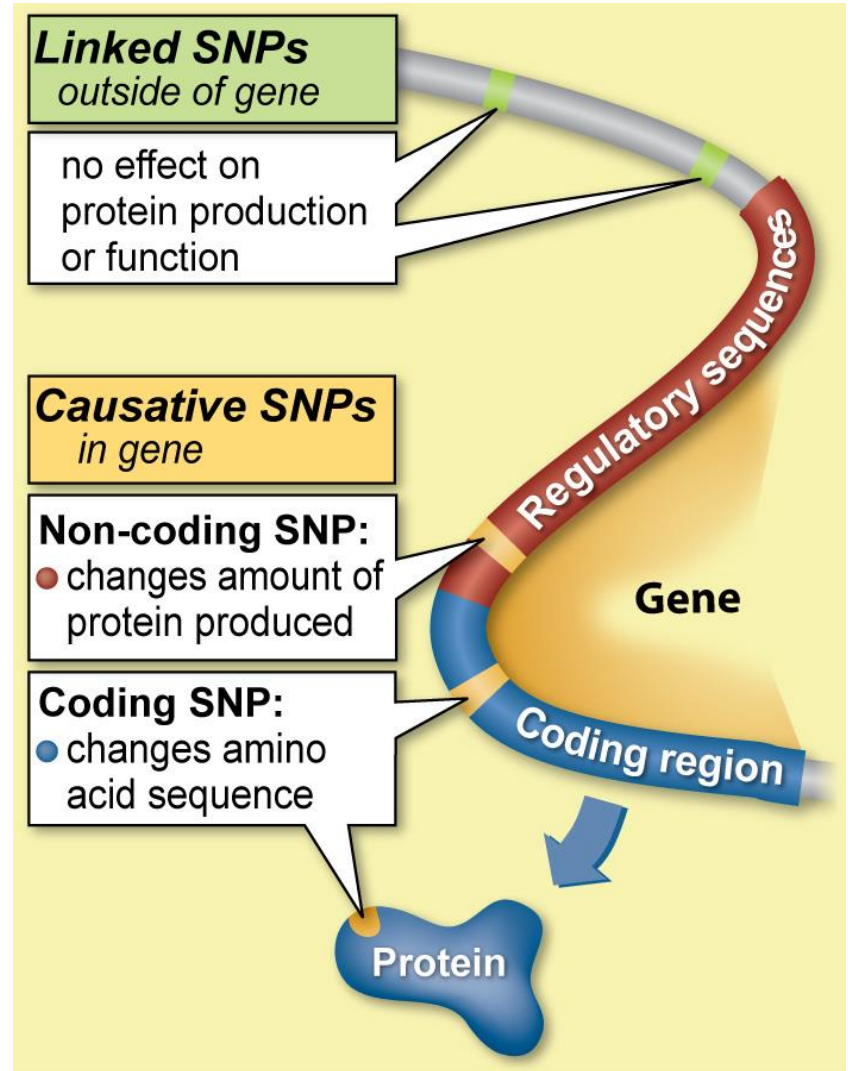 Linked SNPs
outside of gene
no effect on
protein production
or function
Regulatory sequences
Causative SNPs
in gene
Non-coding SNP:
changes amount of
protein produced
Gene
Coding SNP:
changes amino
acid sequence
Coding region
Protein